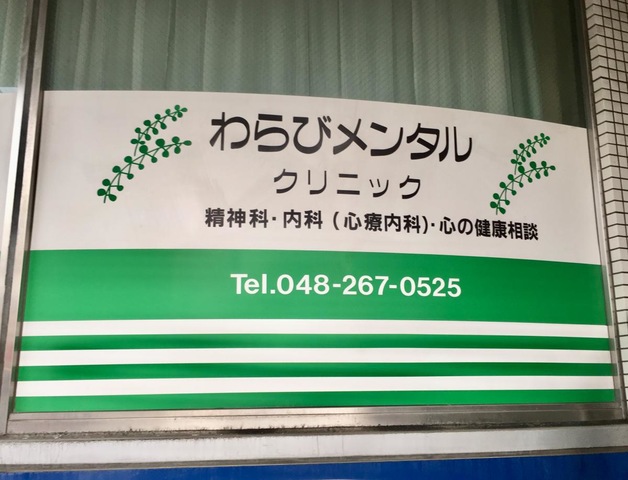 わらびメンタル
クリニック
精神科・内科(心療内科)・心の健康相談
Tel.048-267-0525